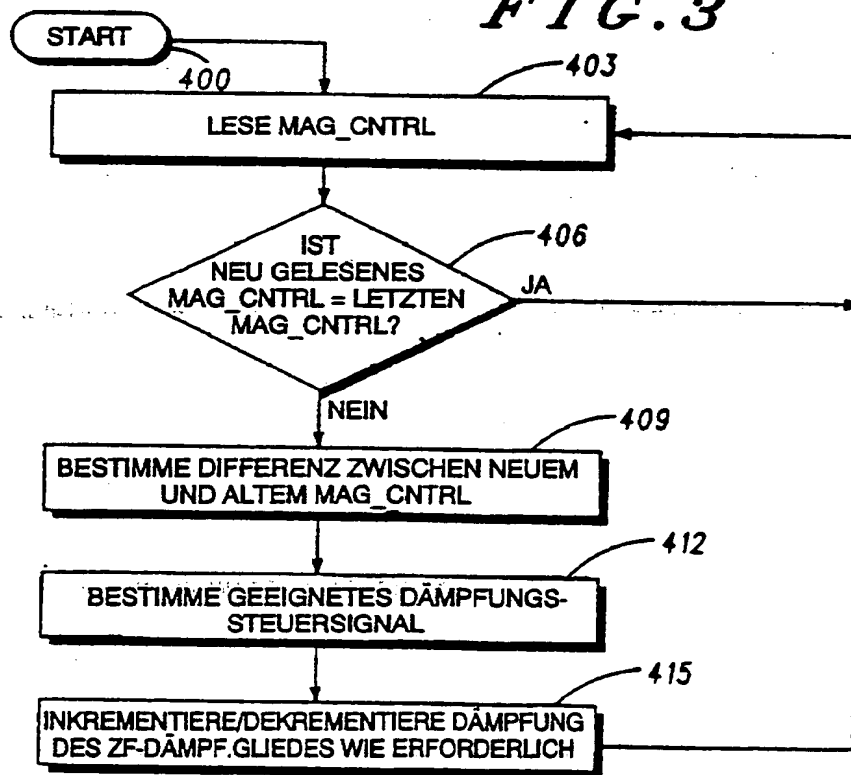 FIG.3
START
400
403
LESE MAG_CNTRL
406
IST
NEU GELESENES
MAG_CNTRL = LETZTEN
MAG_CNTRL?
JA
NEIN
409
BESTIMME DIFFERENZ ZWISCHEN NEUEM
UND ALTEM MAG_CNTRL
412
BESTIMME GEEIGNETES DÄMPFUNGS-
STEUERSIGNAL
415
INKREMENTIERE/DEKREMENTIERE DÄMPFUNG
DES ZF-DÄMPF.GLIEDES WIE ERFORDERLICH